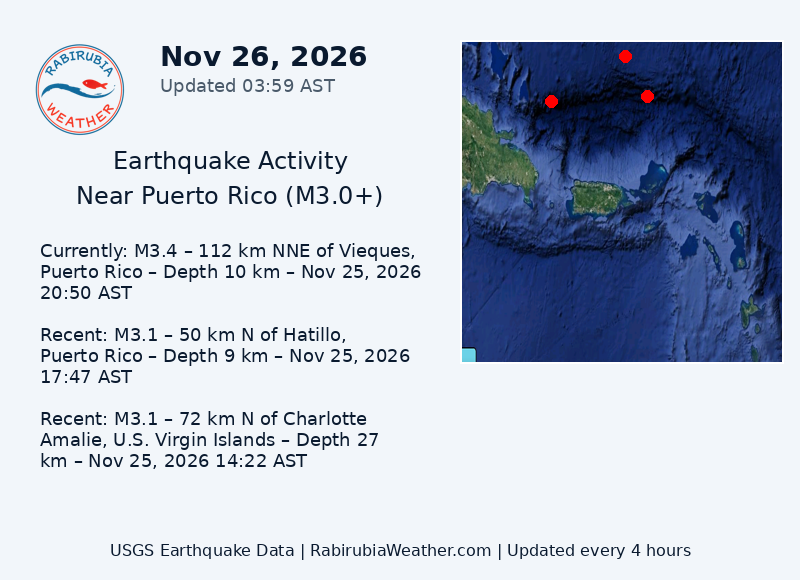 RABIRUBIA
WEATHER
Nov 26, 2026
Updated 03:59 AST
Earthquake Activity
Near Puerto Rico (M3.0+)
Currently: M3.4 – 112 km NNE of Vieques,
Puerto Rico – Depth 10 km – Nov 25, 2026
20:50 AST
Recent: M3.1 – 50 km N of Hatillo,
Puerto Rico – Depth 9 km – Nov 25, 2026
17:47 AST
Recent: M3.1 – 72 km N of Charlotte
Amalie, U.S. Virgin Islands – Depth 27
km – Nov 25, 2026 14:22 AST
USGS Earthquake Data | RabirubiaWeather.com | Updated every 4 hours